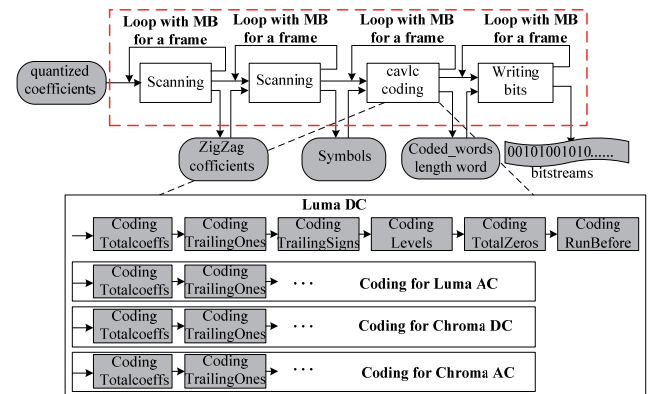 Loop with MB for a frame
Loop with MB for a frame
Loop with MB for a frame
Loop with MB for a frame
quantized coefficients
Scanning
Scanning
cavlc coding
Writing bits
ZigZag cofficients
Symbols
Coded_words length word
00101001010......
bitstreams
Luma DC
Coding Totalcoeffs
Coding TrailingOnes
Coding TrailingSigns
Coding Levels
Coding TotalZeros
Coding RunBefore
Coding Totalcoeffs
Coding TrailingOnes
... Coding for Luma AC
Coding Totalcoeffs
Coding TrailingOnes
... Coding for Chroma DC
Coding Totalcoeffs
Coding TrailingOnes
... Coding for Chroma AC